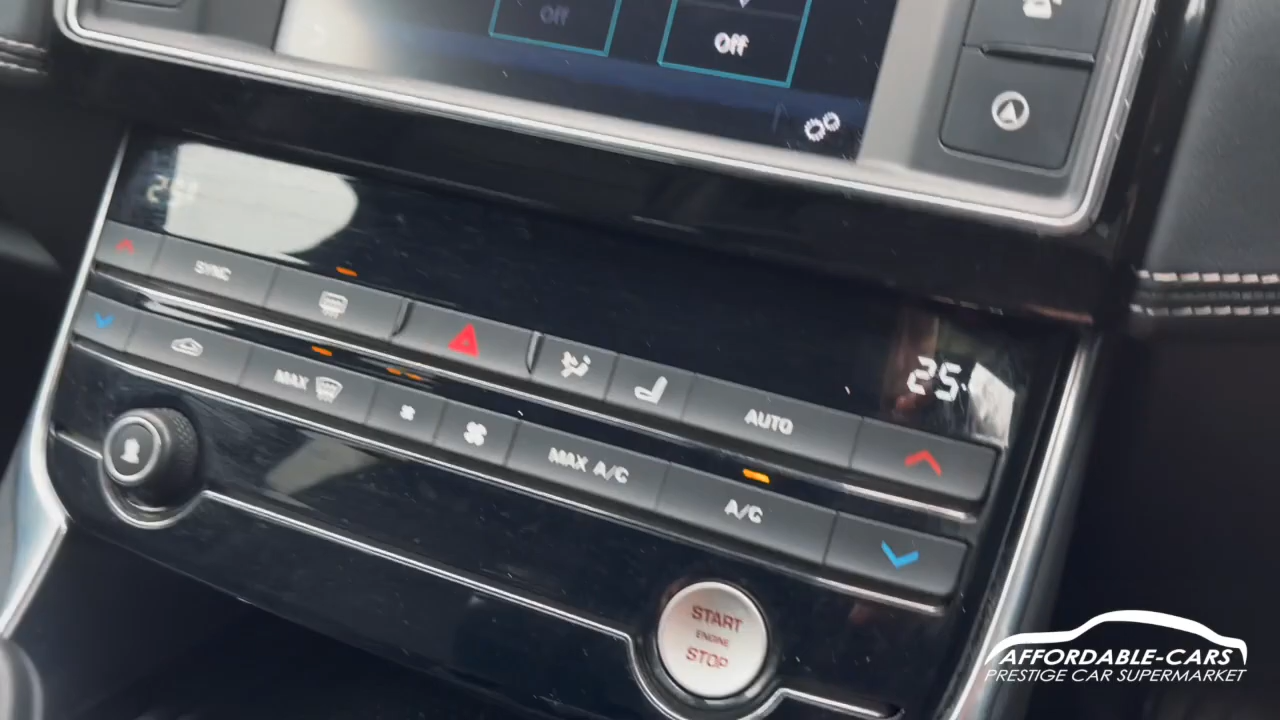 Off
Off
25
SYNC
MAX
25
AUTO
MAX A/C
A/C
START
ENGINE
STOP
AFFORDABLE-CARS
PRESTIGE CAR SUPERMARKET